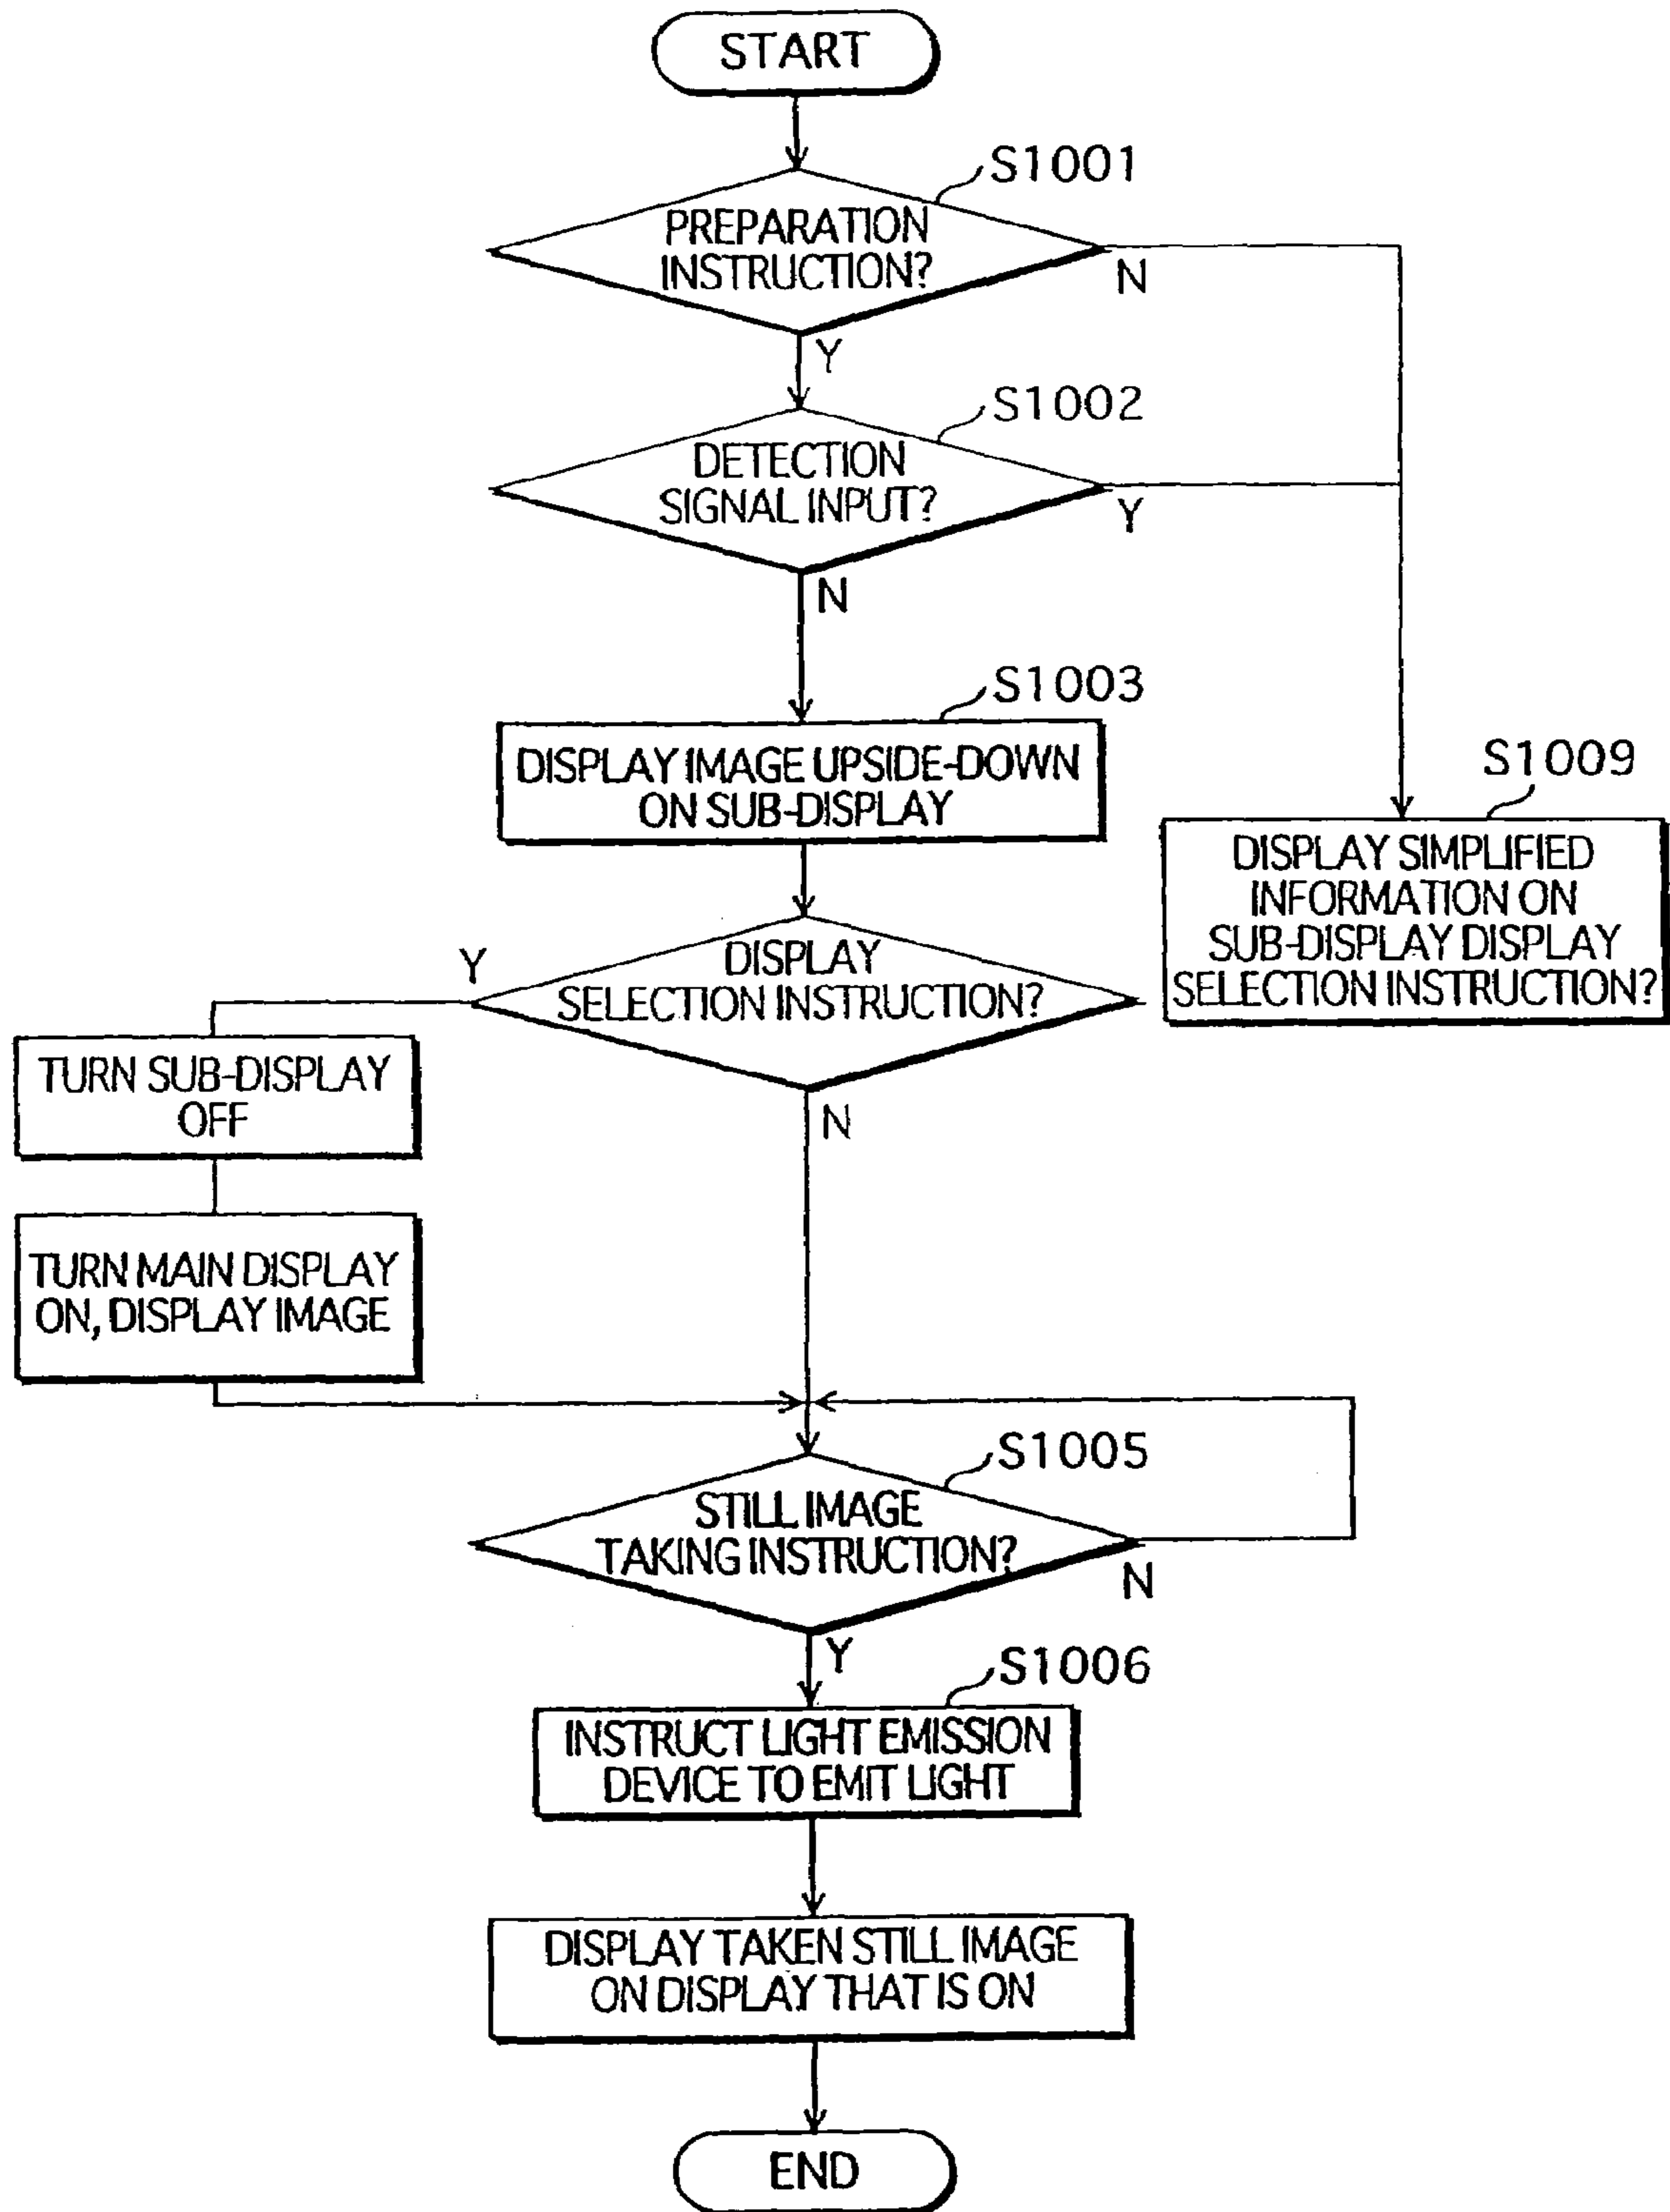 START
S1001
PREPARATION
INSTRUCTION?
N
Y
S1002
DETECTION
SIGNAL INPUT?
Y
N
S1003
DISPLAY IMAGE UPSIDE-DOWN
ON SUB-DISPLAY
S1009
DISPLAY SIMPLIFIED
INFORMATION ON
SUB-DISPLAY DISPLAY
SELECTION INSTRUCTION?
DISPLAY
SELECTION INSTRUCTION?
Y
N
TURN SUB-DISPLAY
OFF
TURN MAIN DISPLAY
ON, DISPLAY IMAGE
S1005
STILL IMAGE
TAKING INSTRUCTION?
N
Y
S1006
INSTRUCT LIGHT EMISSION
DEVICE TO EMIT LIGHT
DISPLAY TAKEN STILL IMAGE
ON DISPLAY THAT IS ON
END